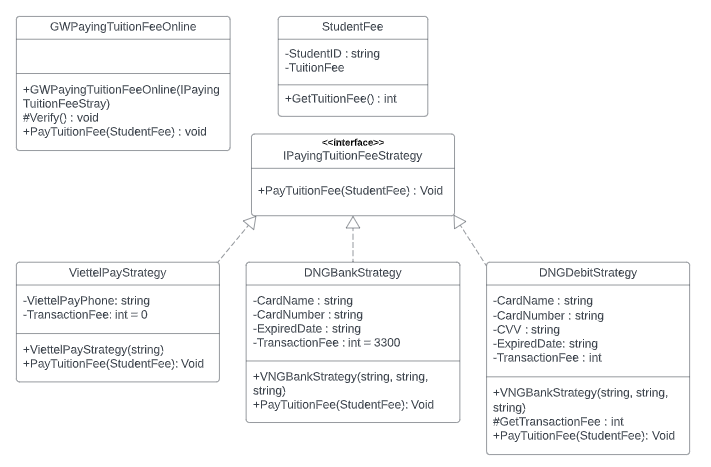 GWPayingTuitionFeeOnline
+GWPayingTuitionFeeOnline(IPaying
TuitionFeeStray)
#Verify() : void
+PayTuitionFee(StudentFee) : void
StudentFee
-StudentID : string
-TuitionFee
+GetTuitionFee() : int
<<interface>>
IPayingTuitionFeeStrategy
+PayTuitionFee(StudentFee) : Void
ViettelPayStrategy
-ViettelPayPhone: string
-TransactionFee: int = 0
+ViettelPayStrategy(string)
+PayTuitionFee(StudentFee): Void
DNGBankStrategy
-CardName : string
-CardNumber : string
-ExpiredDate : string
-TransactionFee : int = 3300
+VNGBankStrategy(string, string,
string)
+PayTuitionFee(StudentFee): Void
DNGDebitStrategy
-CardName : string
-CardNumber : string
-CVV : string
-ExpiredDate: string
-TransactionFee : int
+VNGBankStrategy(string, string,
string)
#GetTransactionFee : int
+PayTuitionFee(StudentFee): Void